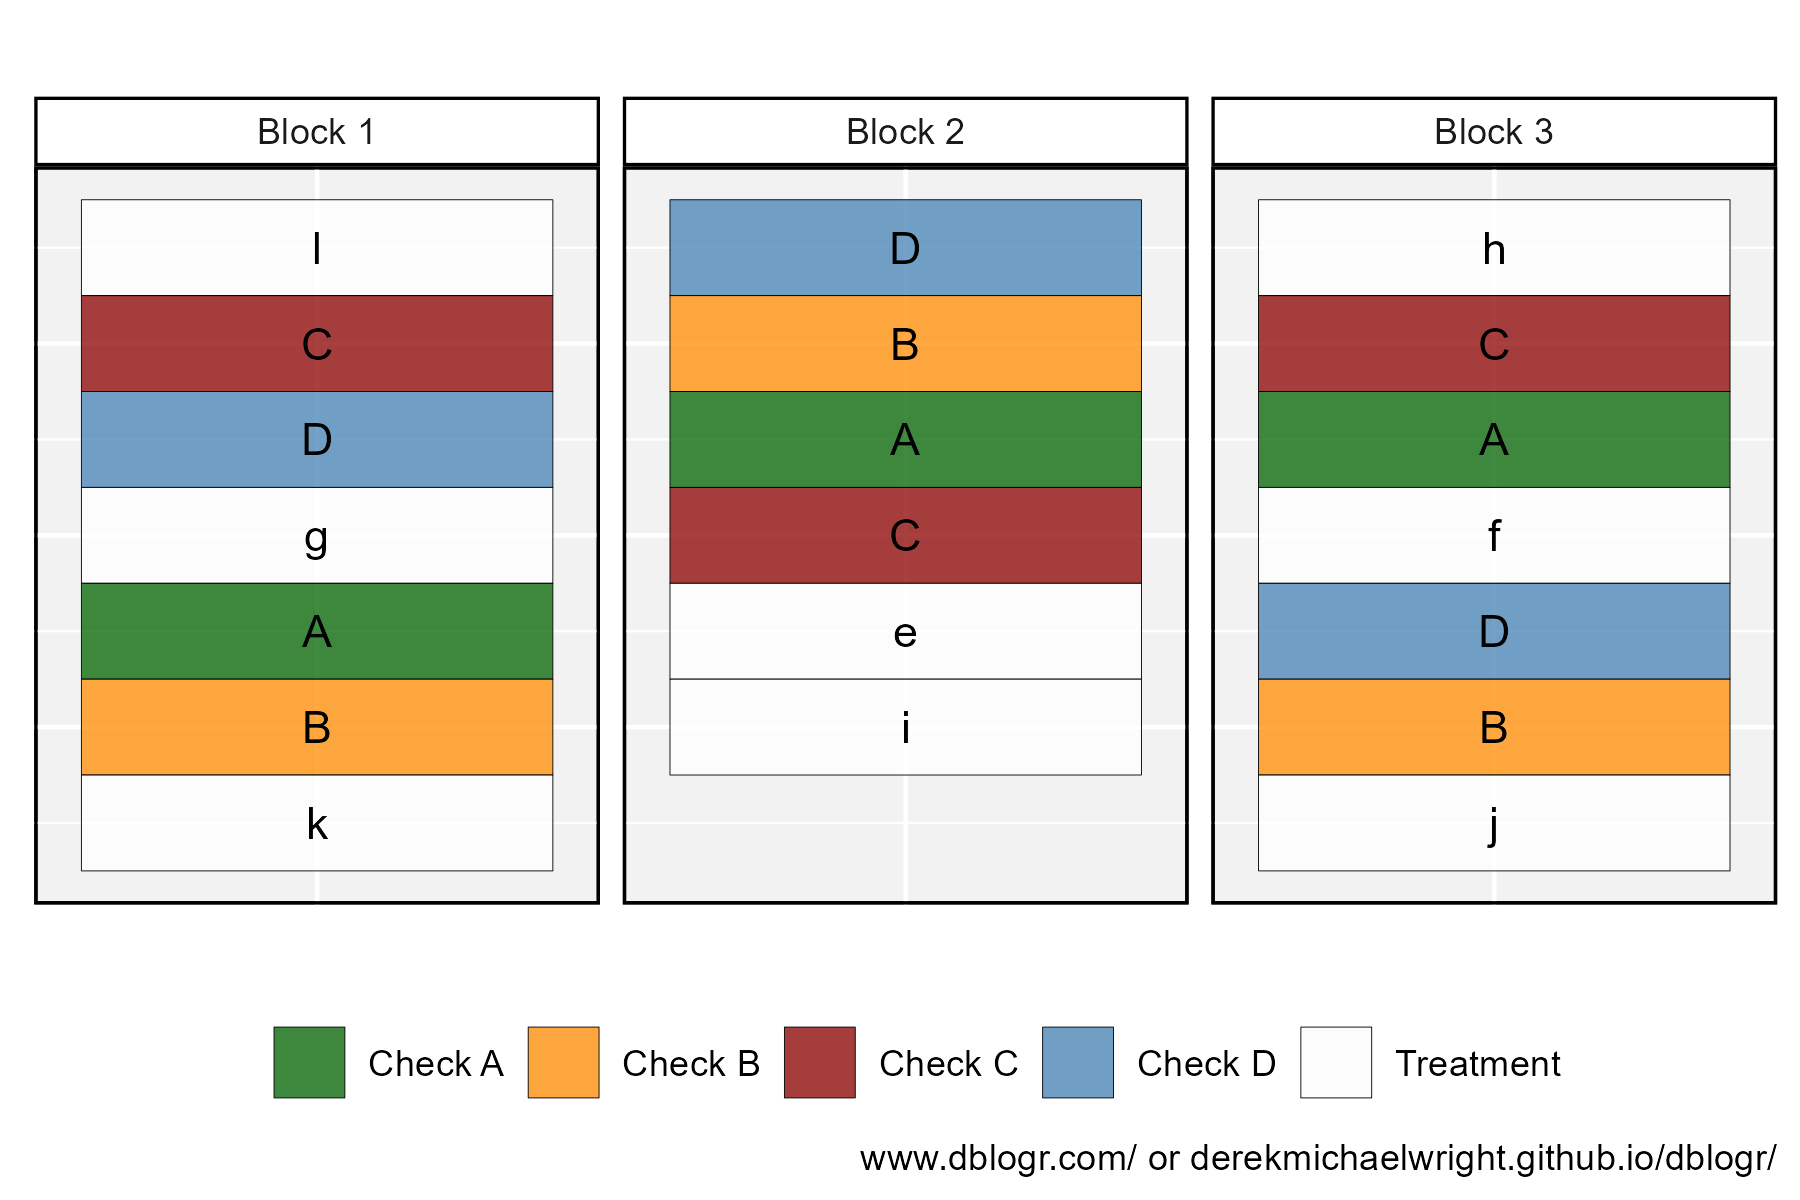 Block 1
Block 2
Block 3
l
C
D
g
A
B
k
D
B
A
C
e
i
h
C
A
f
D
B
j
Check A
Check B
Check C
Check D
Treatment
www.dblogr.com/ or derekmichaelwright.github.io/dblogr/